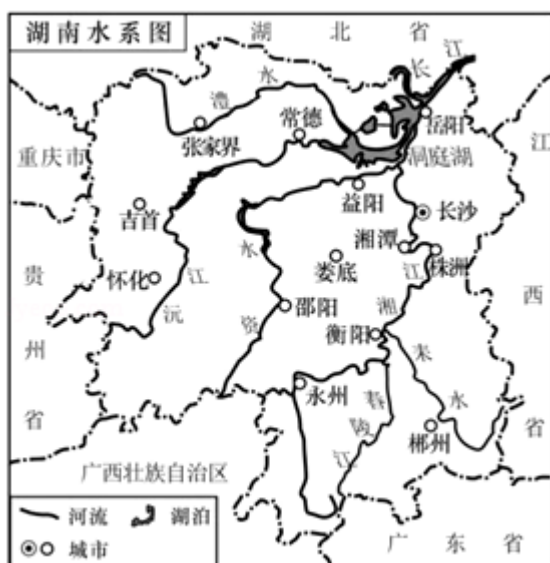 湖南水系图
湖北省
长江
澧水
张家界
常德
岳阳
洞庭湖
重庆市
江西省
吉首
益阳
长沙
湘潭
株洲
怀化
娄底
沅江
资水
邵阳
湘江
衡阳
耒水
贵州省
永州
舂陵江
郴州
广西壮族自治区
广东省
河流
湖泊
城市